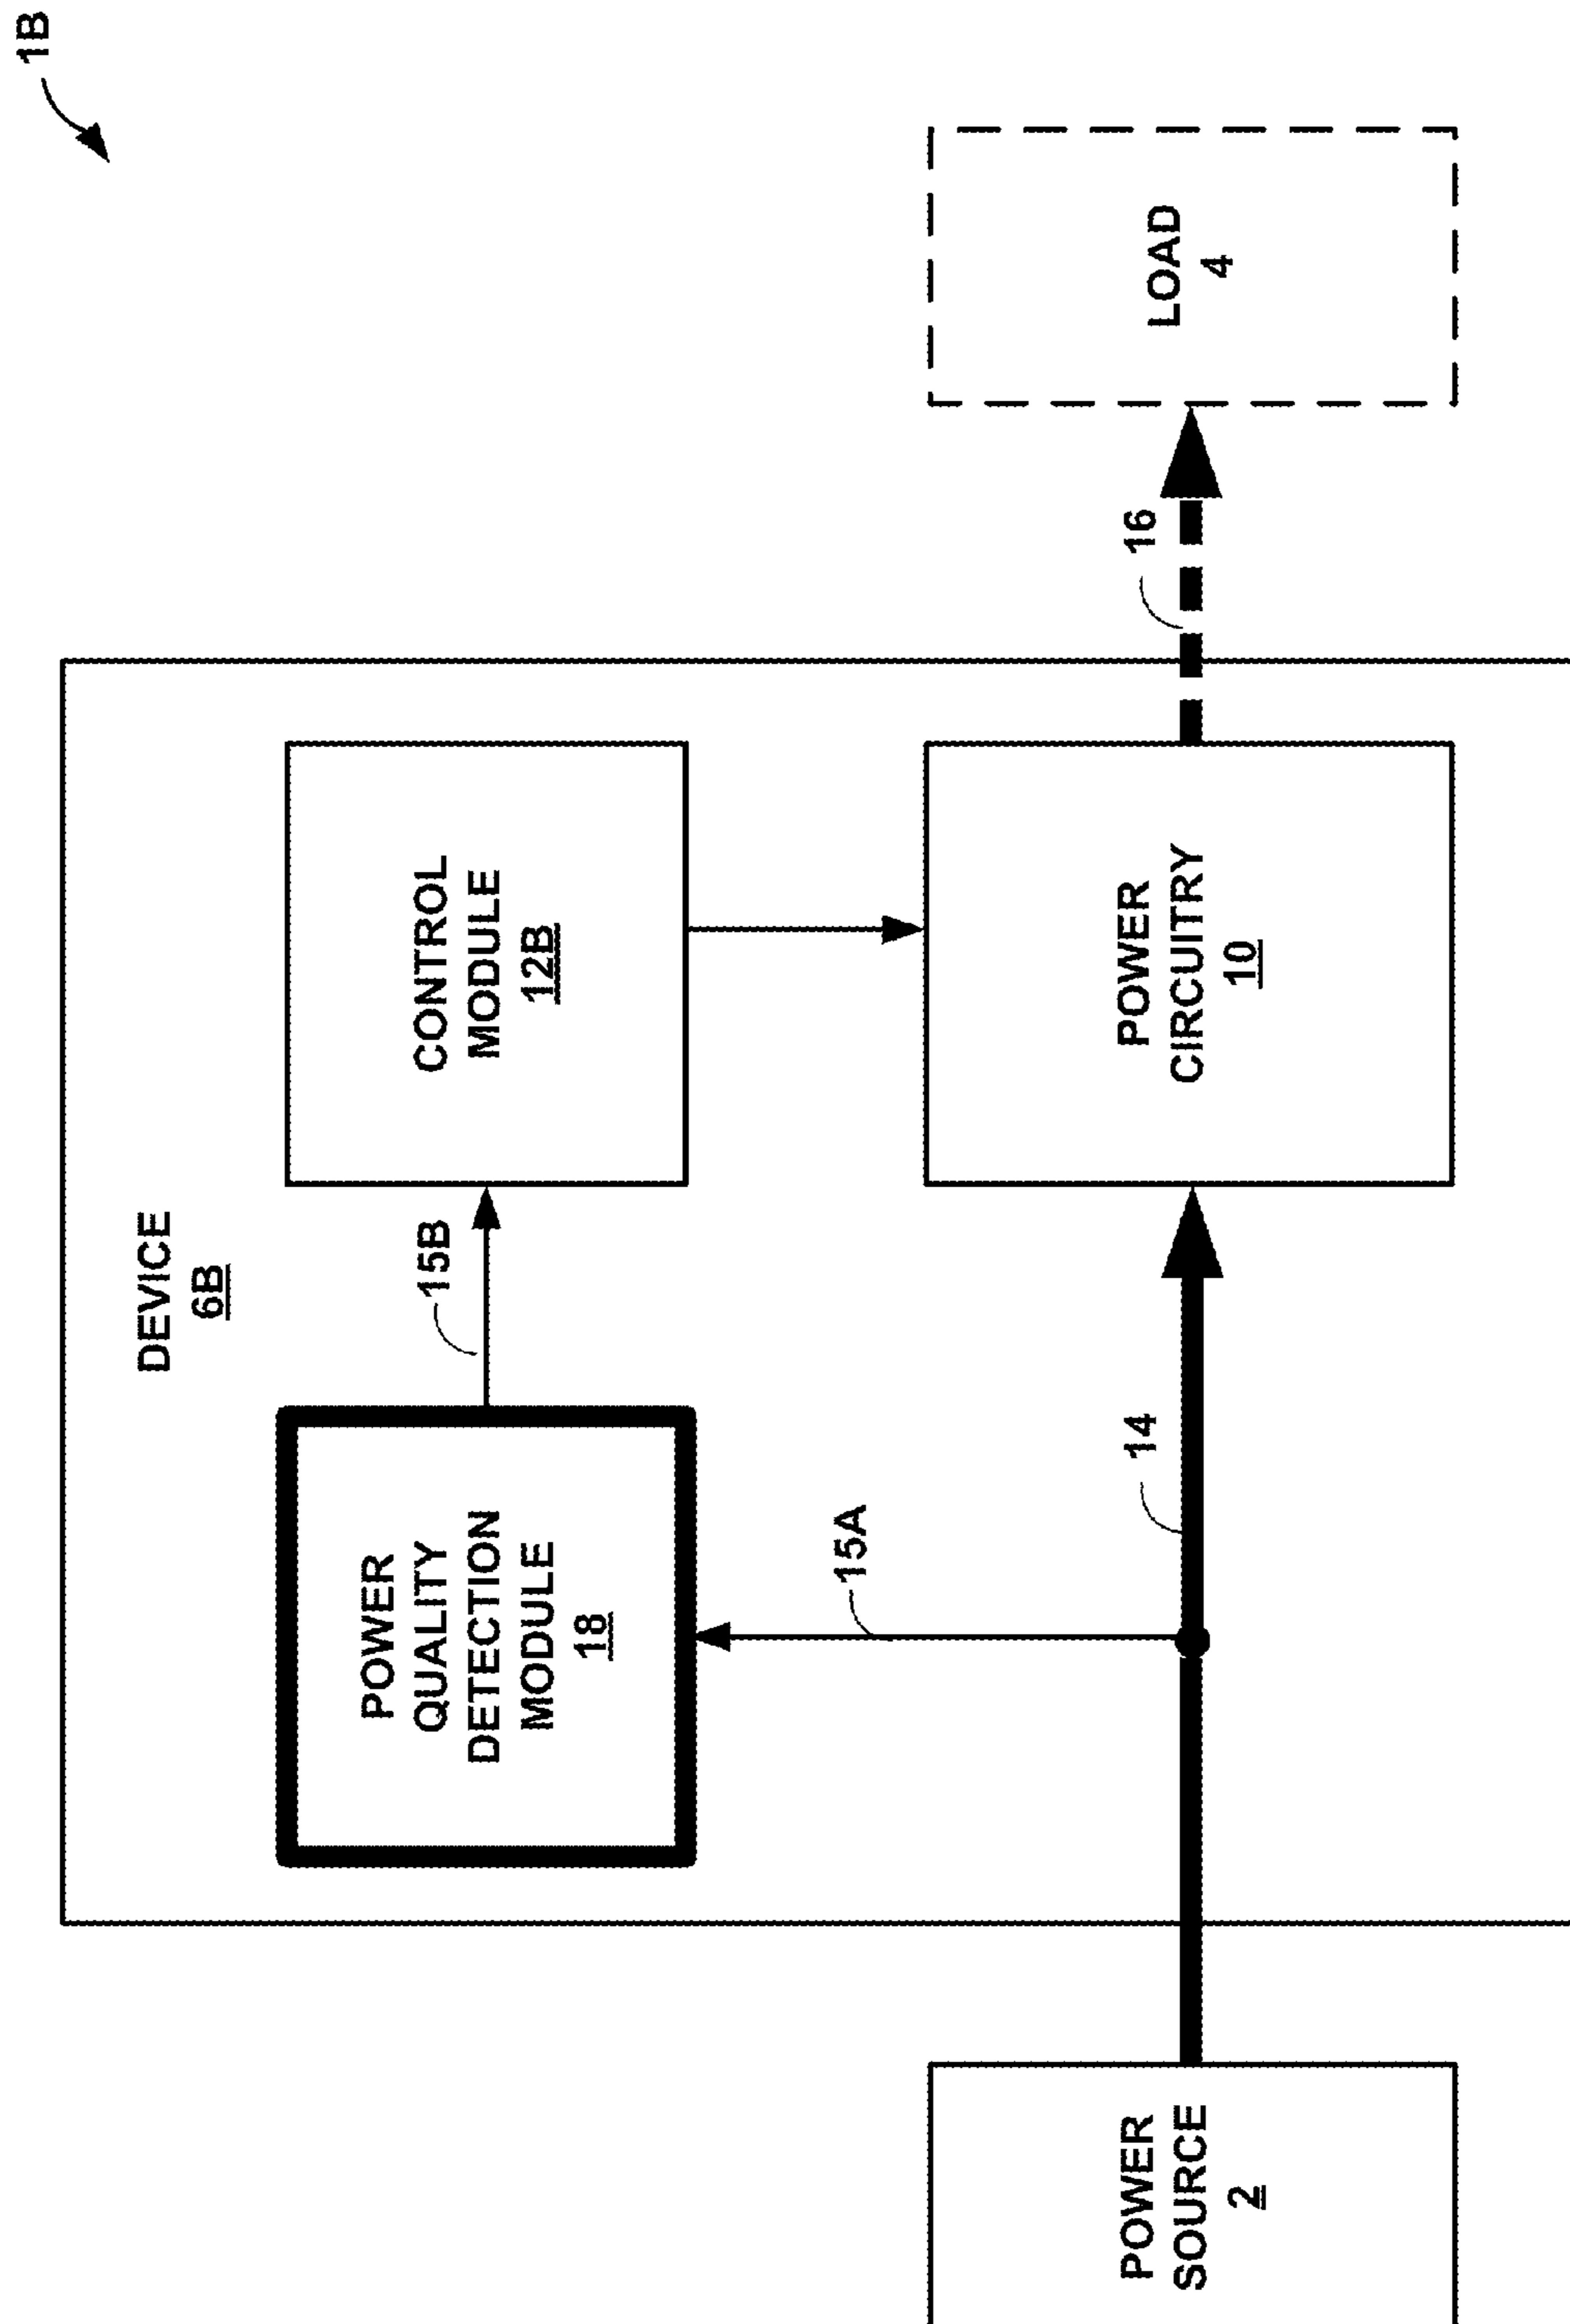 1B
DEVICE
6B
POWER
QUALITY
DETECTION
MODULE
18
15B
CONTROL
MODULE
12B
15A
POWER
SOURCE
2
14
POWER
CIRCUITRY
10
16
LOAD
4